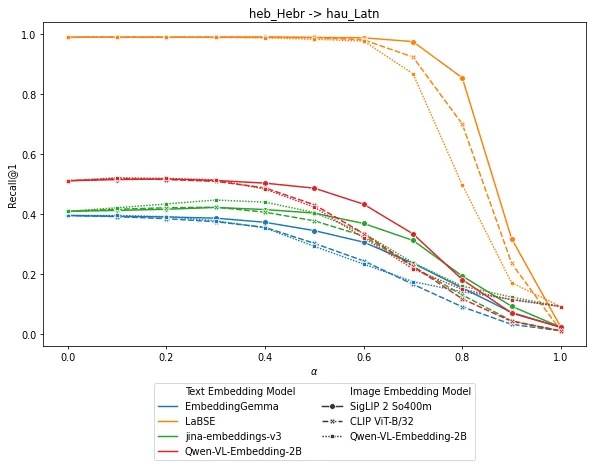 heb_Hebr -> hau_Latn
Recall@1
1.0
0.8
0.6
0.4
0.2
0.0
0.0 0.2 0.4 0.6 0.8 1.0
α
Text Embedding Model
EmbeddingGemma
LaBSE
jina-embeddings-v3
Qwen-VL-Embedding-2B
Image Embedding Model
SigLIP 2 So400m
CLIP ViT-B/32
Qwen-VL-Embedding-2B